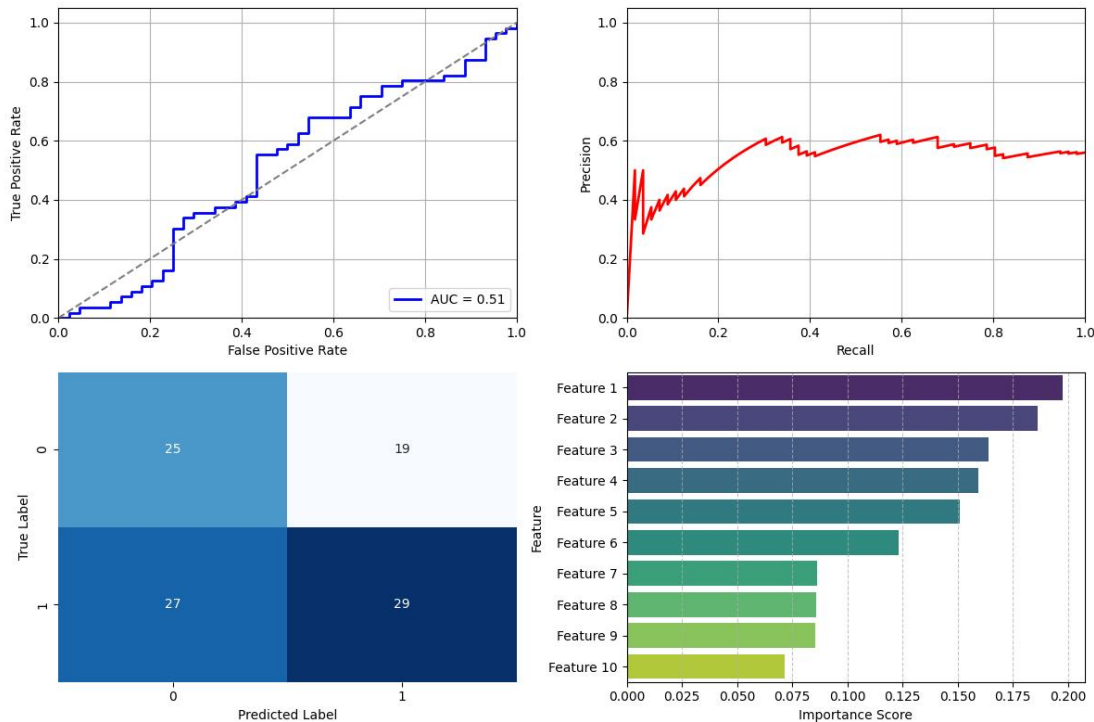 1.0
0.8
0.6
0.4
0.2
0.0
True Positive Rate
0.0 0.2 0.4 0.6 0.8 1.0
False Positive Rate
AUC = 0.51
1.0
0.8
0.6
0.4
0.2
0.0
Precision
0.0 0.2 0.4 0.6 0.8 1.0
Recall
True Label
0
1
25 19
27 29
0 1
Predicted Label
Feature
Feature 1
Feature 2
Feature 3
Feature 4
Feature 5
Feature 6
Feature 7
Feature 8
Feature 9
Feature 10
0.000 0.025 0.050 0.075 0.100 0.125 0.150 0.175 0.200
Importance Score